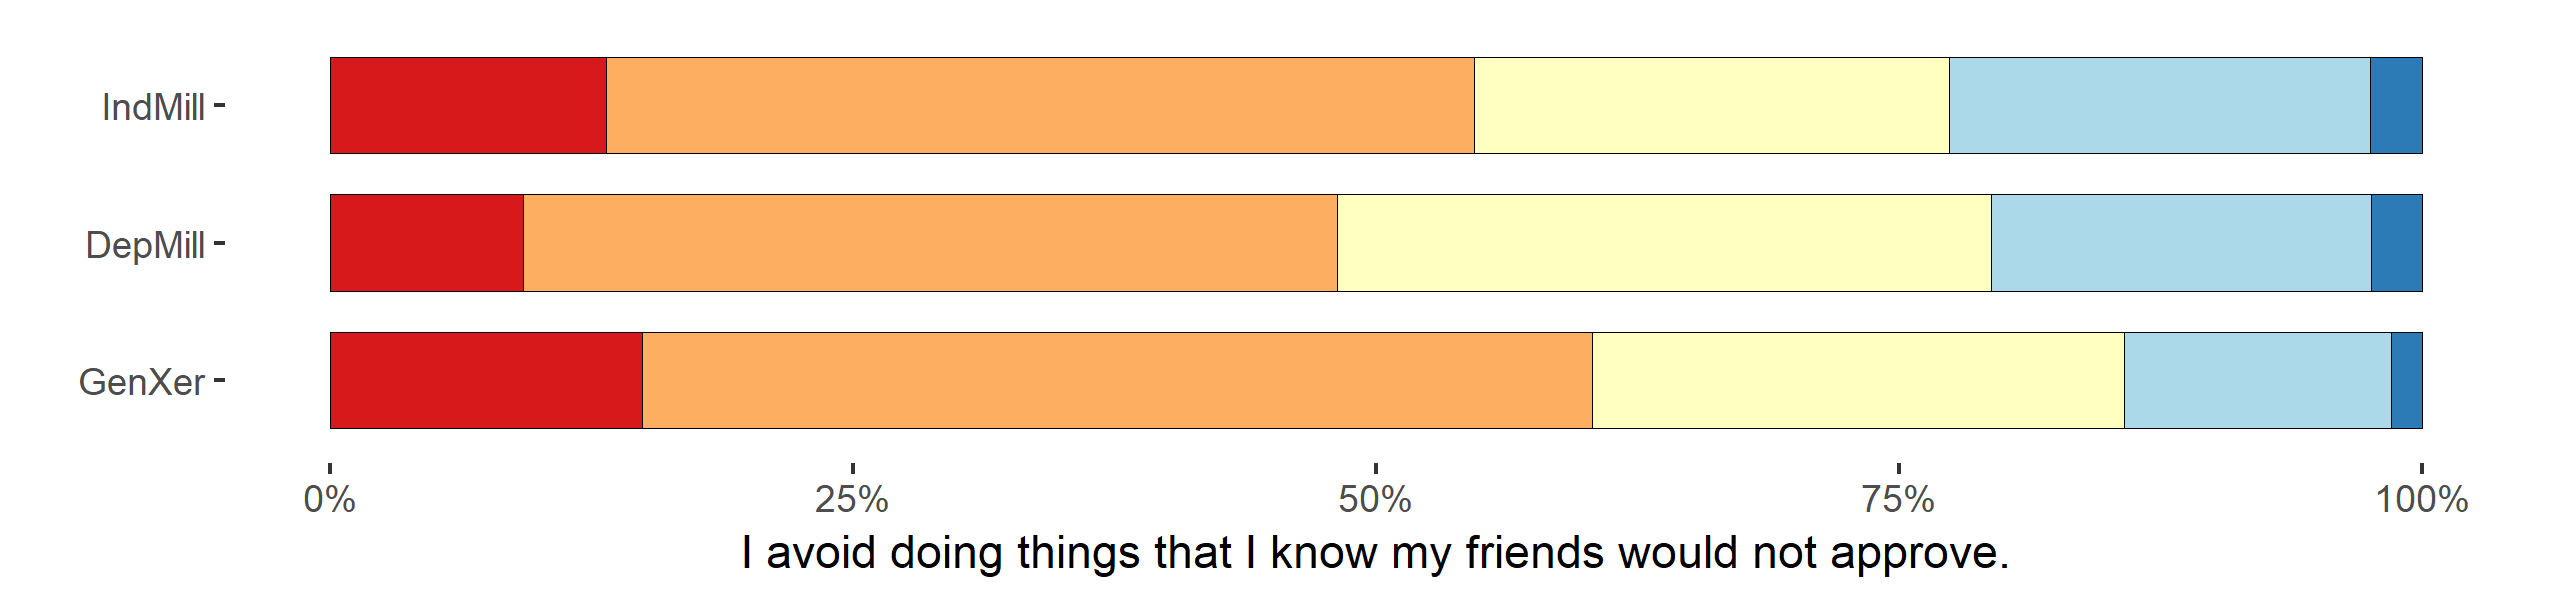 IndMill
DepMill
GenXer
0% 25% 50% 75% 100%
I avoid doing things that I know my friends would not approve.